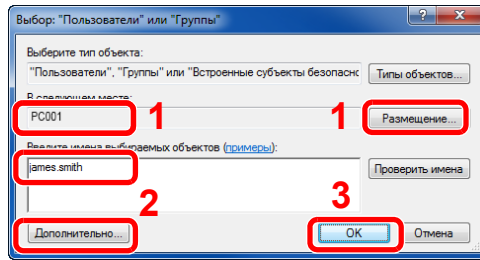 Выбор: "Пользователи" или "Группы"
Выберите тип объекта:
"Пользователи", "Группы" или "Встроенные субъекты безопаснс
Типы объектов...
В следующем месте:
PC001
1
1
Размещение...
Введите имена выбираемых объектов (примеры):
james.smith
Проверить имена
2
3
Дополнительно...
OK
Отмена